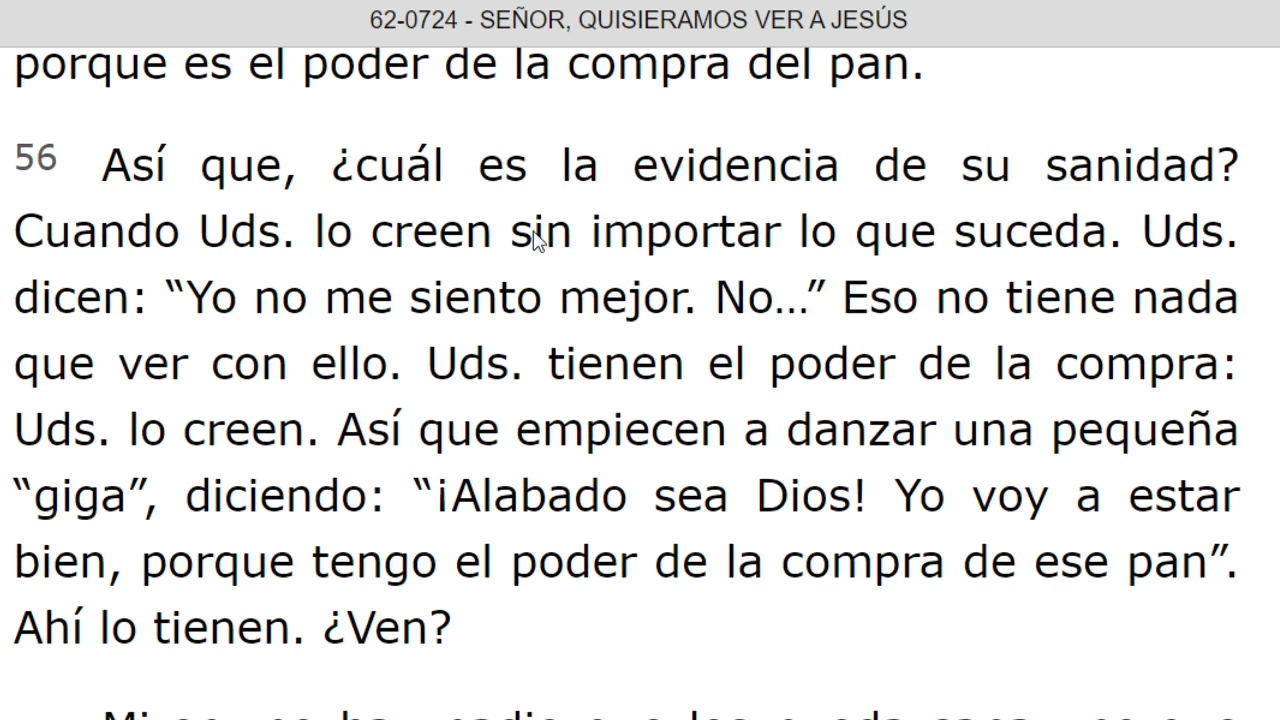 62-0724 - SEÑOR, QUISIERAMOS VER A JESÚS
porque es el poder de la compra del pan.
56 Así que, ¿cuál es la evidencia de su sanidad?
Cuando Uds. lo creen sin importar lo que suceda. Uds.
dicen: “Yo no me siento mejor. No…” Eso no tiene nada
que ver con ello. Uds. tienen el poder de la compra:
Uds. lo creen. Así que empiecen a danzar una pequeña
“giga”, diciendo: “¡Alabado sea Dios! Yo voy a estar
bien, porque tengo el poder de la compra de ese pan”.
Ahí lo tienen. ¿Ven?